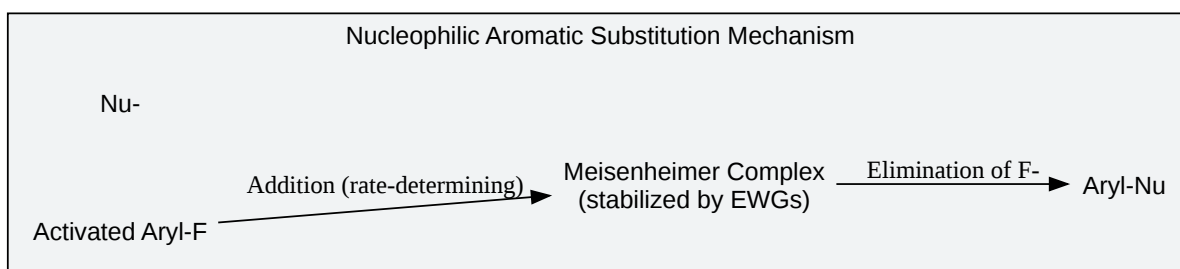 Nucleophilic Aromatic Substitution Mechanism
Nu-
Addition (rate-determining)
Activated Aryl-F
Meisenheimer Complex
(stabilized by EWGs)
Elimination of F-
Aryl-Nu